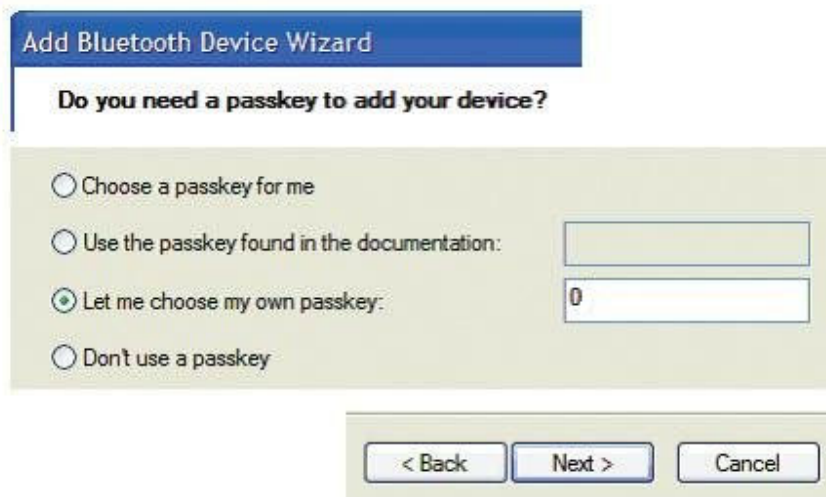 Add Bluetooth Device Wizard
Do you need a passkey to add your device?
Choose a passkey for me
Use the passkey found in the documentation:
Let me choose my own passkey:
0
Don't use a passkey
< Back
Next >
Cancel